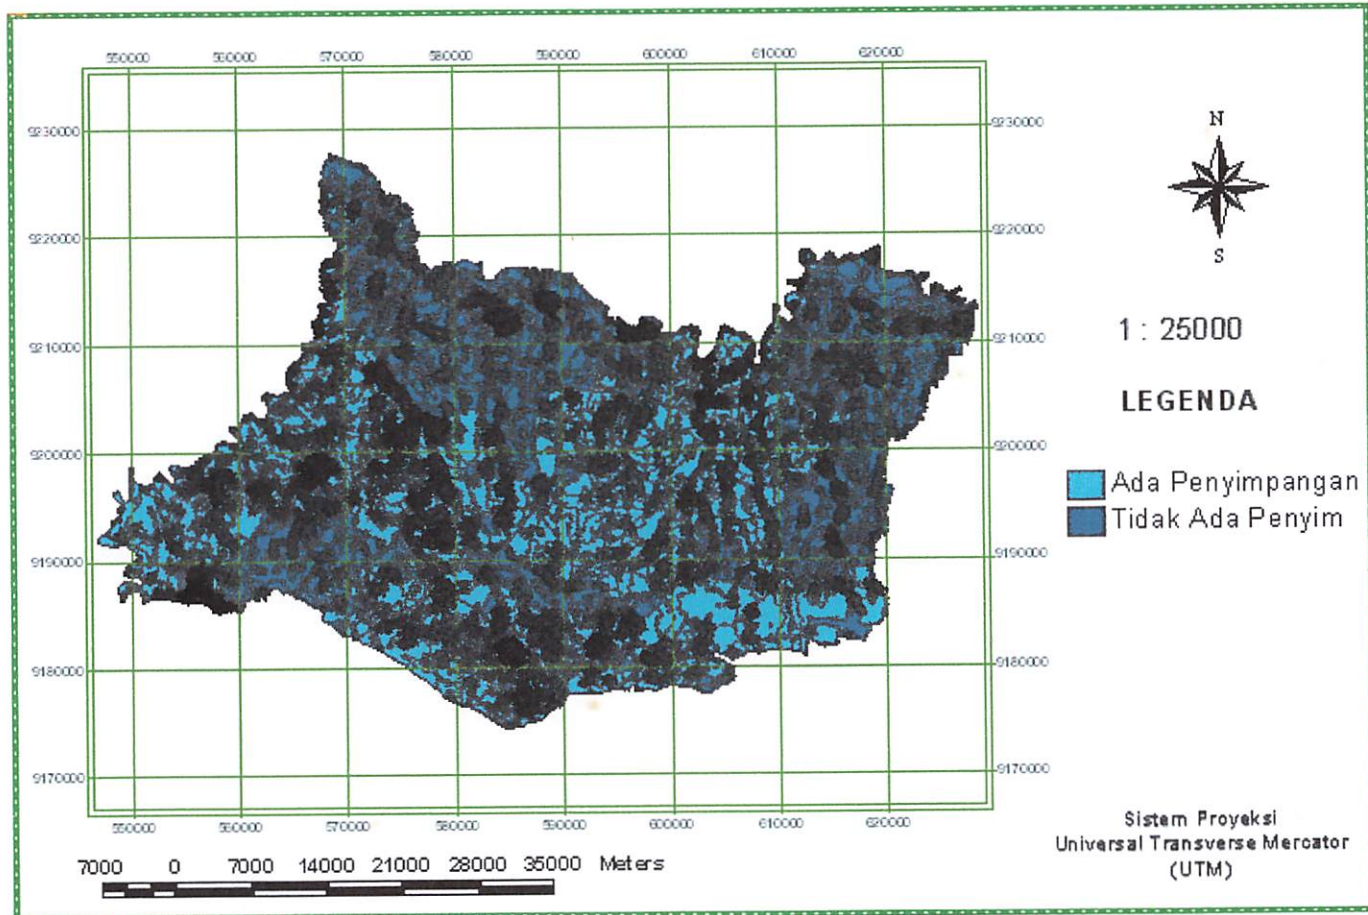 550000 560000 570000 580000 590000 600000 610000 620000
9230000 9230000
9220000 9220000
9210000 9210000
9200000 9200000
9190000 9190000
9180000 9180000
9170000 9170000
550000 560000 570000 580000 590000 600000 610000 620000
7000 0 7000 14000 21000 28000 35000 Meters
N
S
1 : 25000
LEGENDA
Ada Penyimpangan
Tidak Ada Penyim
Sistem Proyeksi
Universal Transverse Mercator
(UTM)